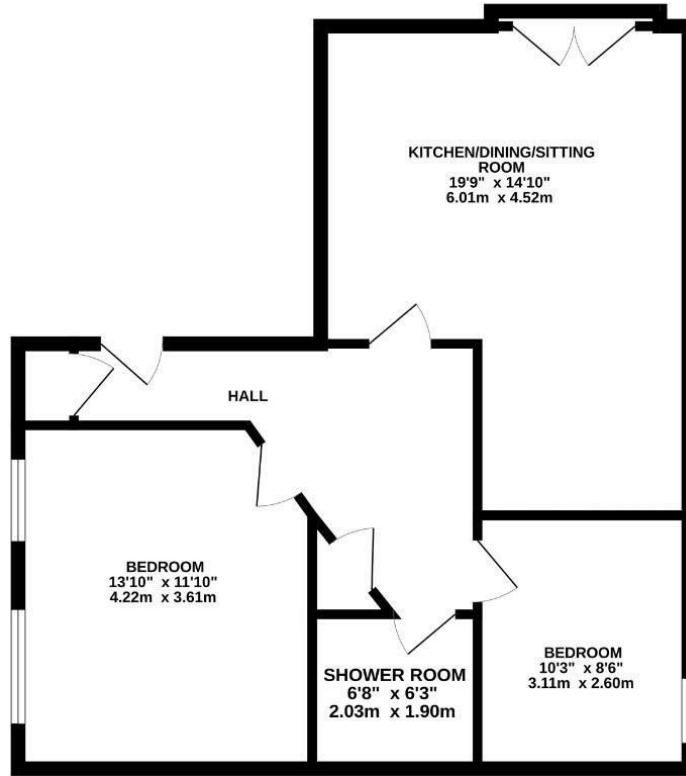 KITCHEN/DINING/SITTING
ROOM
19'9" x 14'10"
6.01m x 4.52m
HALL
BEDROOM
13'10" x 11'10"
4.22m x 3.61m
SHOWER ROOM
6'8" x 6'3"
2.03m x 1.90m
BEDROOM
10'3" x 8'6"
3.11m x 2.60m